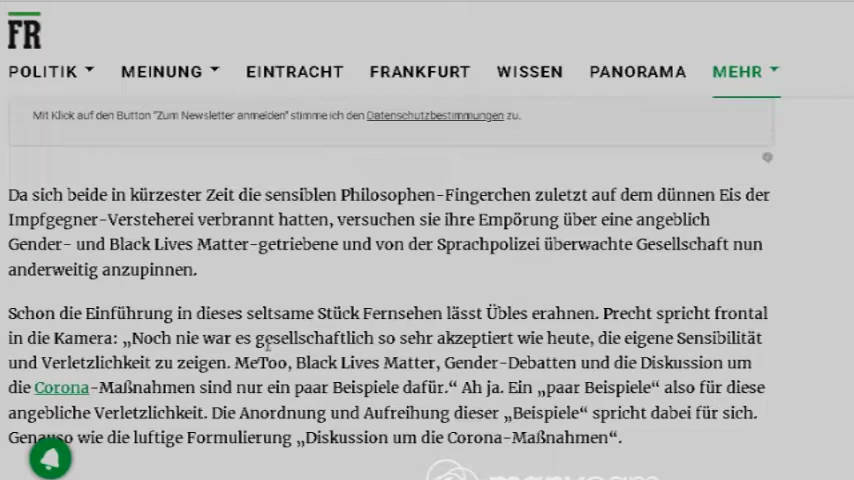 FR
POLITIK MEINUNG EINTRACHT FRANKFURT WISSEN PANORAMA MEHR
Mit Klick auf den Button "Zum Newsletter anmelden" stimme ich den Datenschutzbestimmungen zu.
Da sich beide in kürzester Zeit die sensiblen Philosophen-Fingerchen zuletzt auf dem dünnen Eis der
Impfgegner-Versteherei verbrannt hatten, versuchen sie ihre Empörung über eine angeblich
Gender- und Black Lives Matter-getriebene und von der Sprachpolizei überwachte Gesellschaft nun
anderweitig anzupinnen.
Schon die Einführung in dieses seltsame Stück Fernsehen lässt Übles erahnen. Precht spricht frontal
in die Kamera: „Noch nie war es gesellschaftlich so sehr akzeptiert wie heute, die eigene Sensibilität
und Verletzlichkeit zu zeigen. MeToo, Black Lives Matter, Gender-Debatten und die Diskussion um
die Corona-Maßnahmen sind nur ein paar Beispiele dafür.“ Ah ja. Ein „paar Beispiele“ also für diese
angebliche Verletzlichkeit. Die Anordnung und Aufreihung dieser „Beispiele“ spricht dabei für sich.
Genauso wie die luftige Formulierung „Diskussion um die Corona-Maßnahmen“.